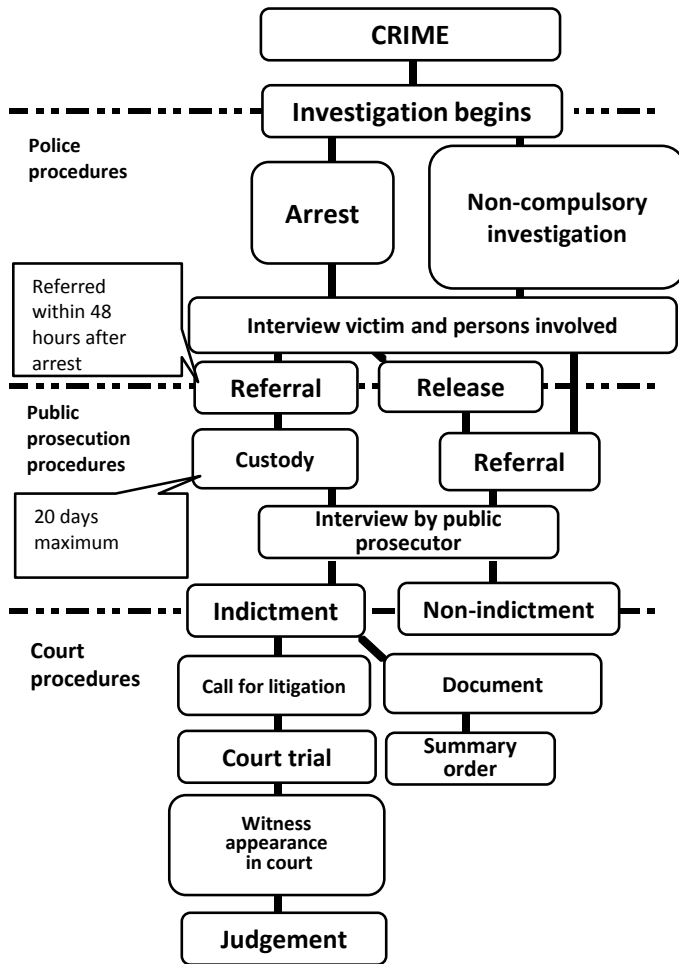 CRIME
Investigation begins
Police
procedures
Arrest
Non-compulsory
investigation
Referred
within 48
hours after
arrest
Interview victim and persons involved
Referral
Release
Public
prosecution
procedures
Custody
Referral
20 days
maximum
Interview by public
prosecutor
Indictment
Non-indictment
Court
procedures
Call for litigation
Document
Court trial
Summary
order
Witness
appearance
in court
Judgement